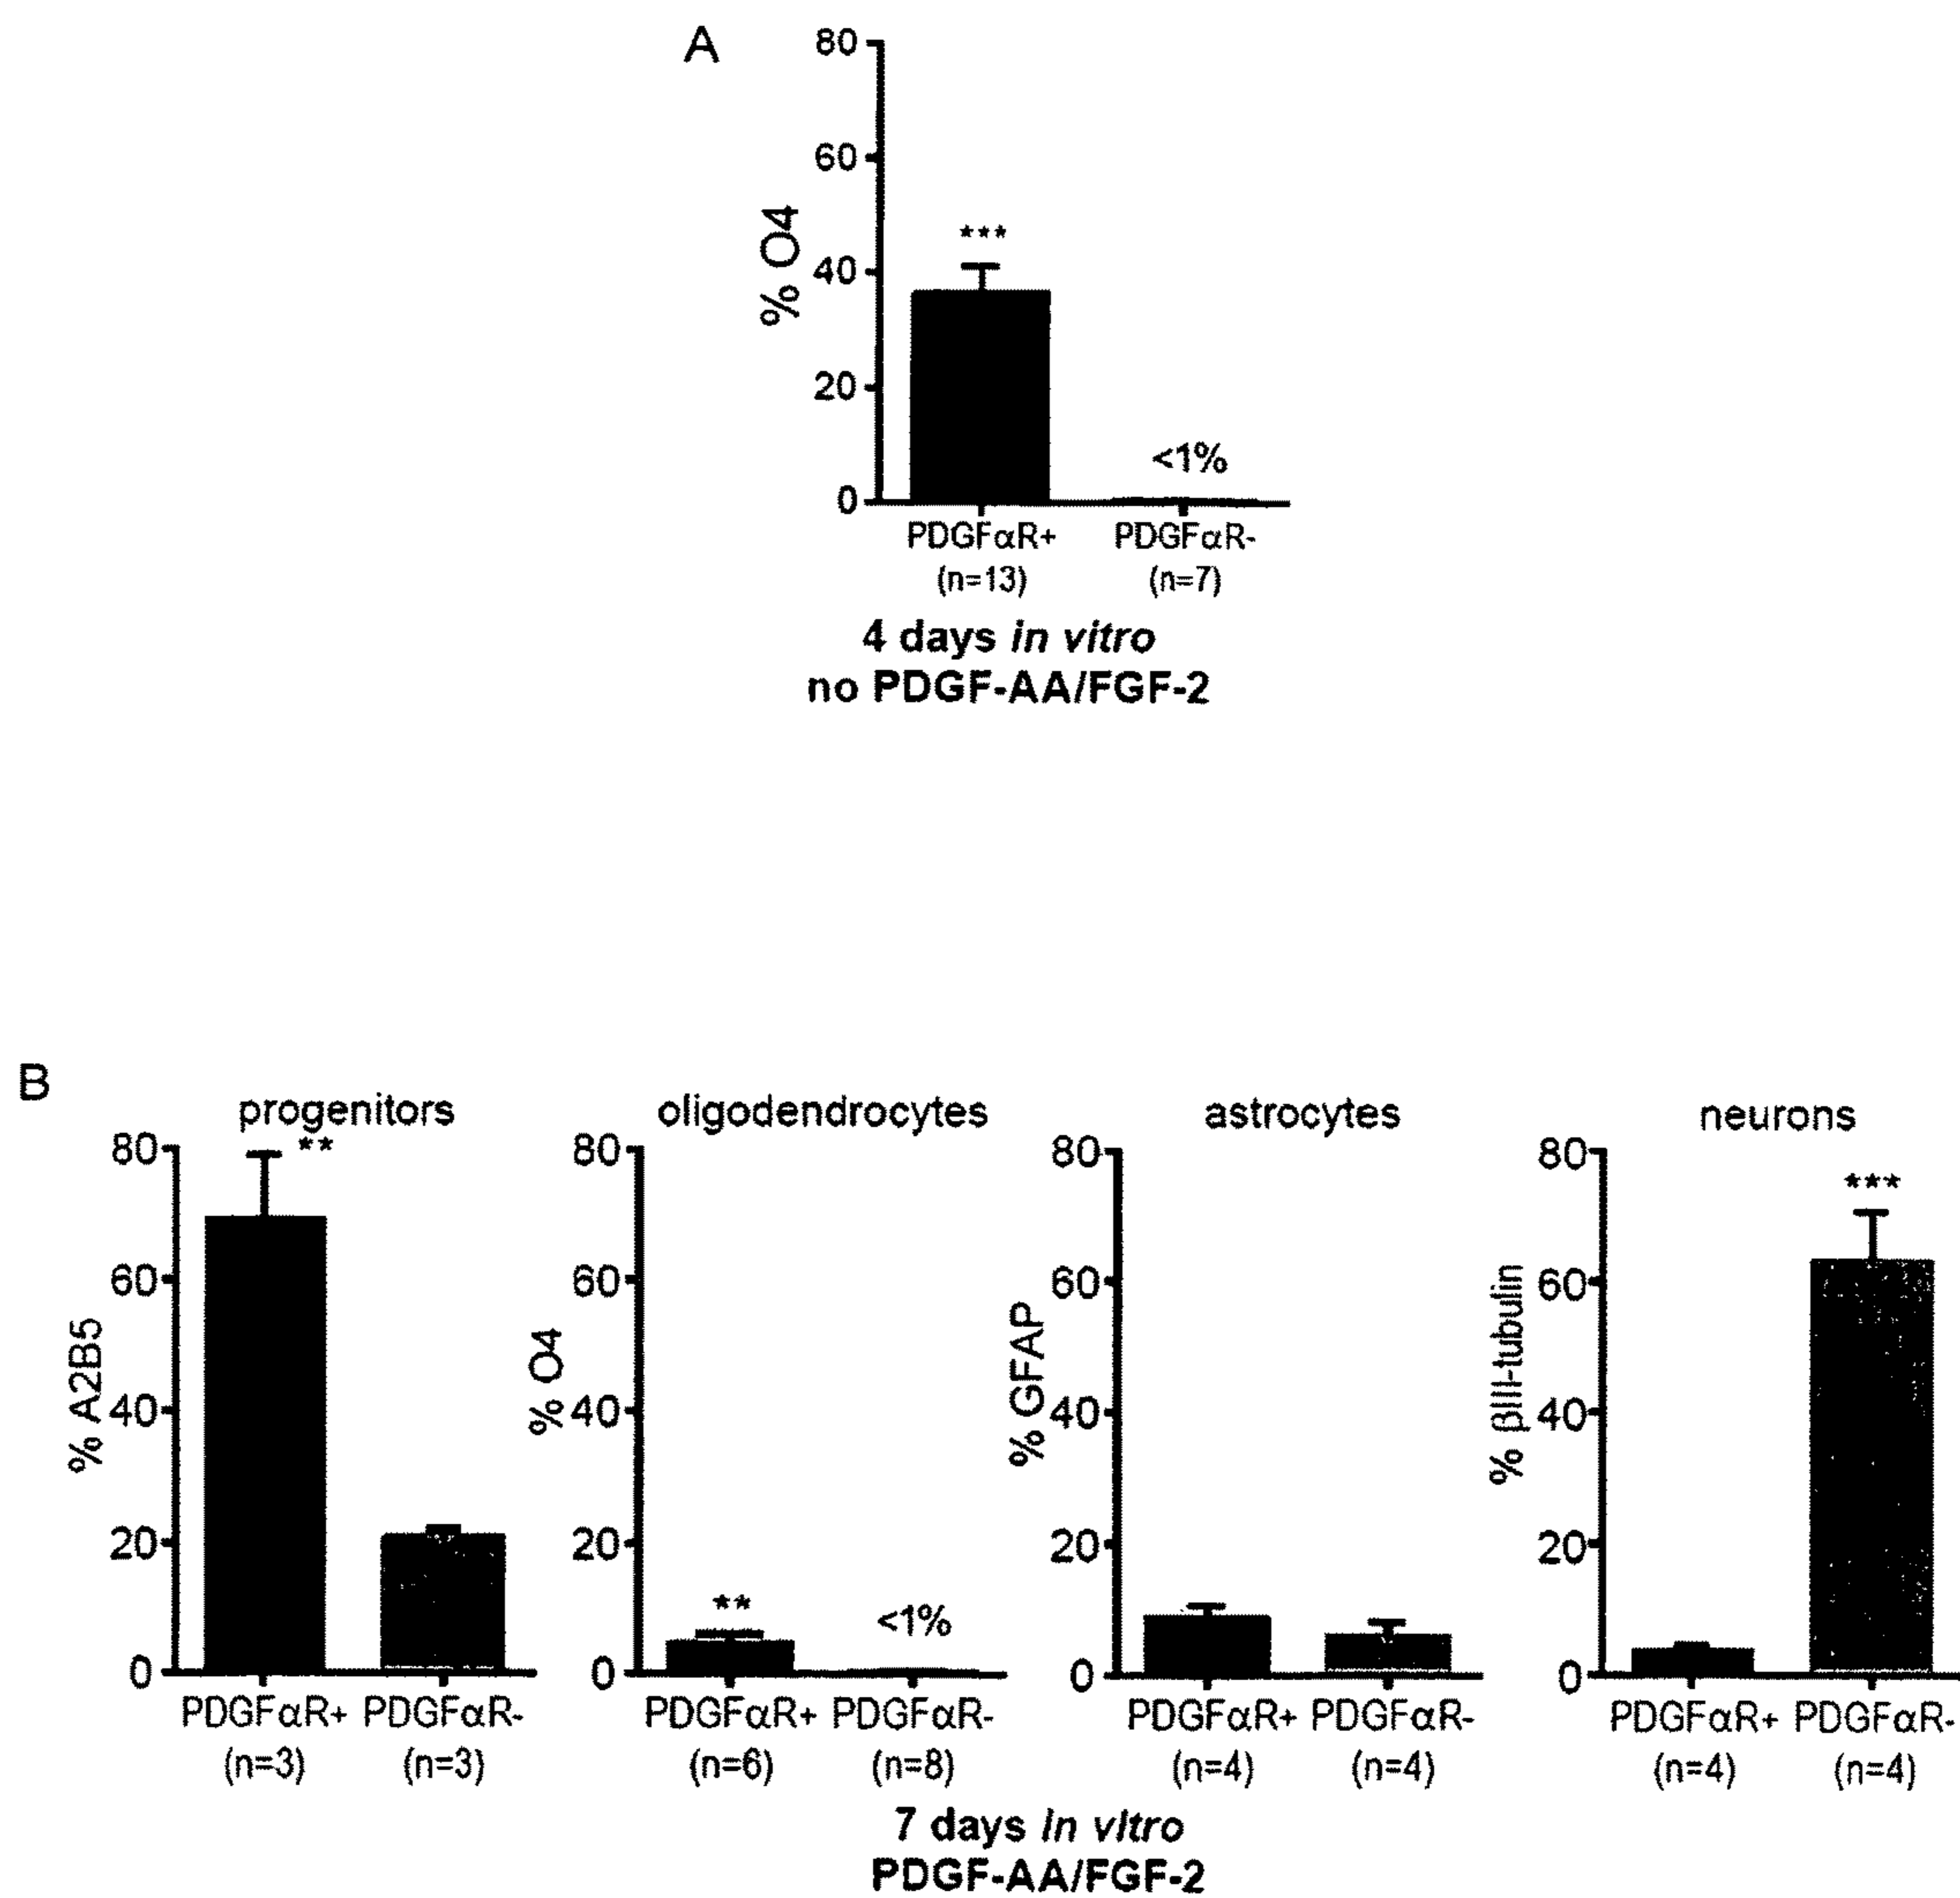 A
80
60
40
20
0
% O4
***
<1%
PDGFαR+ PDGFαR-
(n=13) (n=7)
4 days in vitro
no PDGF-AA/FGF-2
B
progenitors
80
60
40
20
0
% A2B5
**
PDGFαR+ PDGFαR-
(n=3) (n=3)
oligodendrocytes
80
60
40
20
0
% O4
**
<1%
PDGFαR+ PDGFαR-
(n=6) (n=8)
astrocytes
80
60
40
20
0
% GFAP
PDGFαR+ PDGFαR-
(n=4) (n=4)
neurons
80
60
40
20
0
% βIII-tubulin
***
PDGFαR+ PDGFαR-
(n=4) (n=4)
7 days in vitro
PDGF-AA/FGF-2